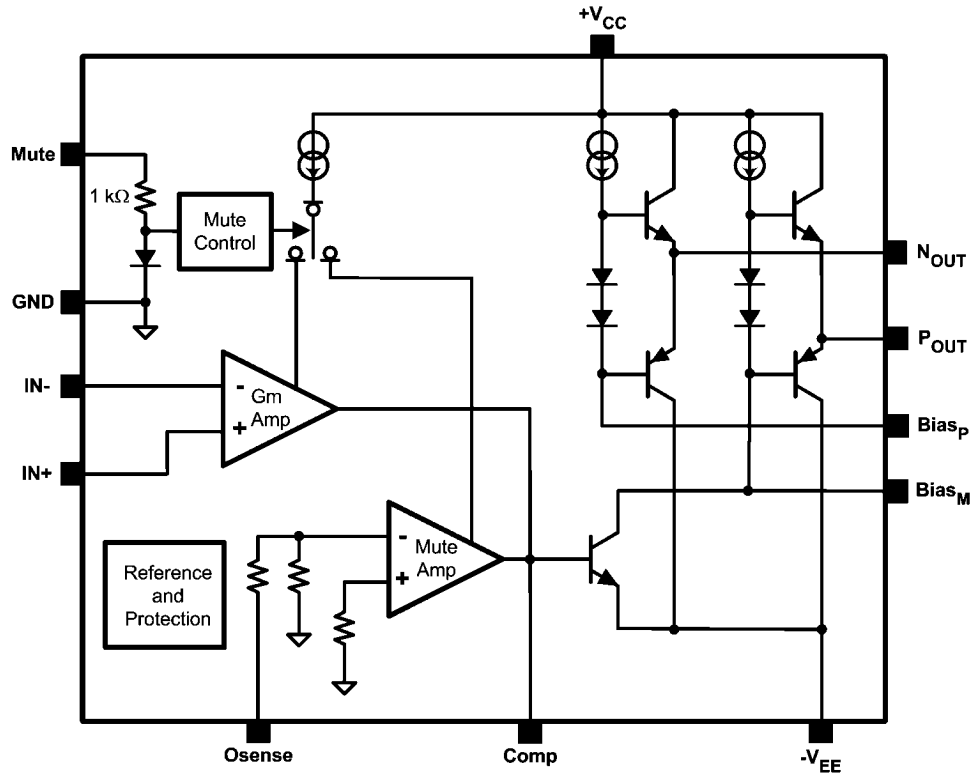 +VCC
Mute
1 kΩ
Mute
Control
NOUT
GND
POUT
IN-
-
Gm
Amp
+
BiasP
IN+
BiasM
-
Mute
Amp
+
Reference
and
Protection
Osense
Comp
-VEE